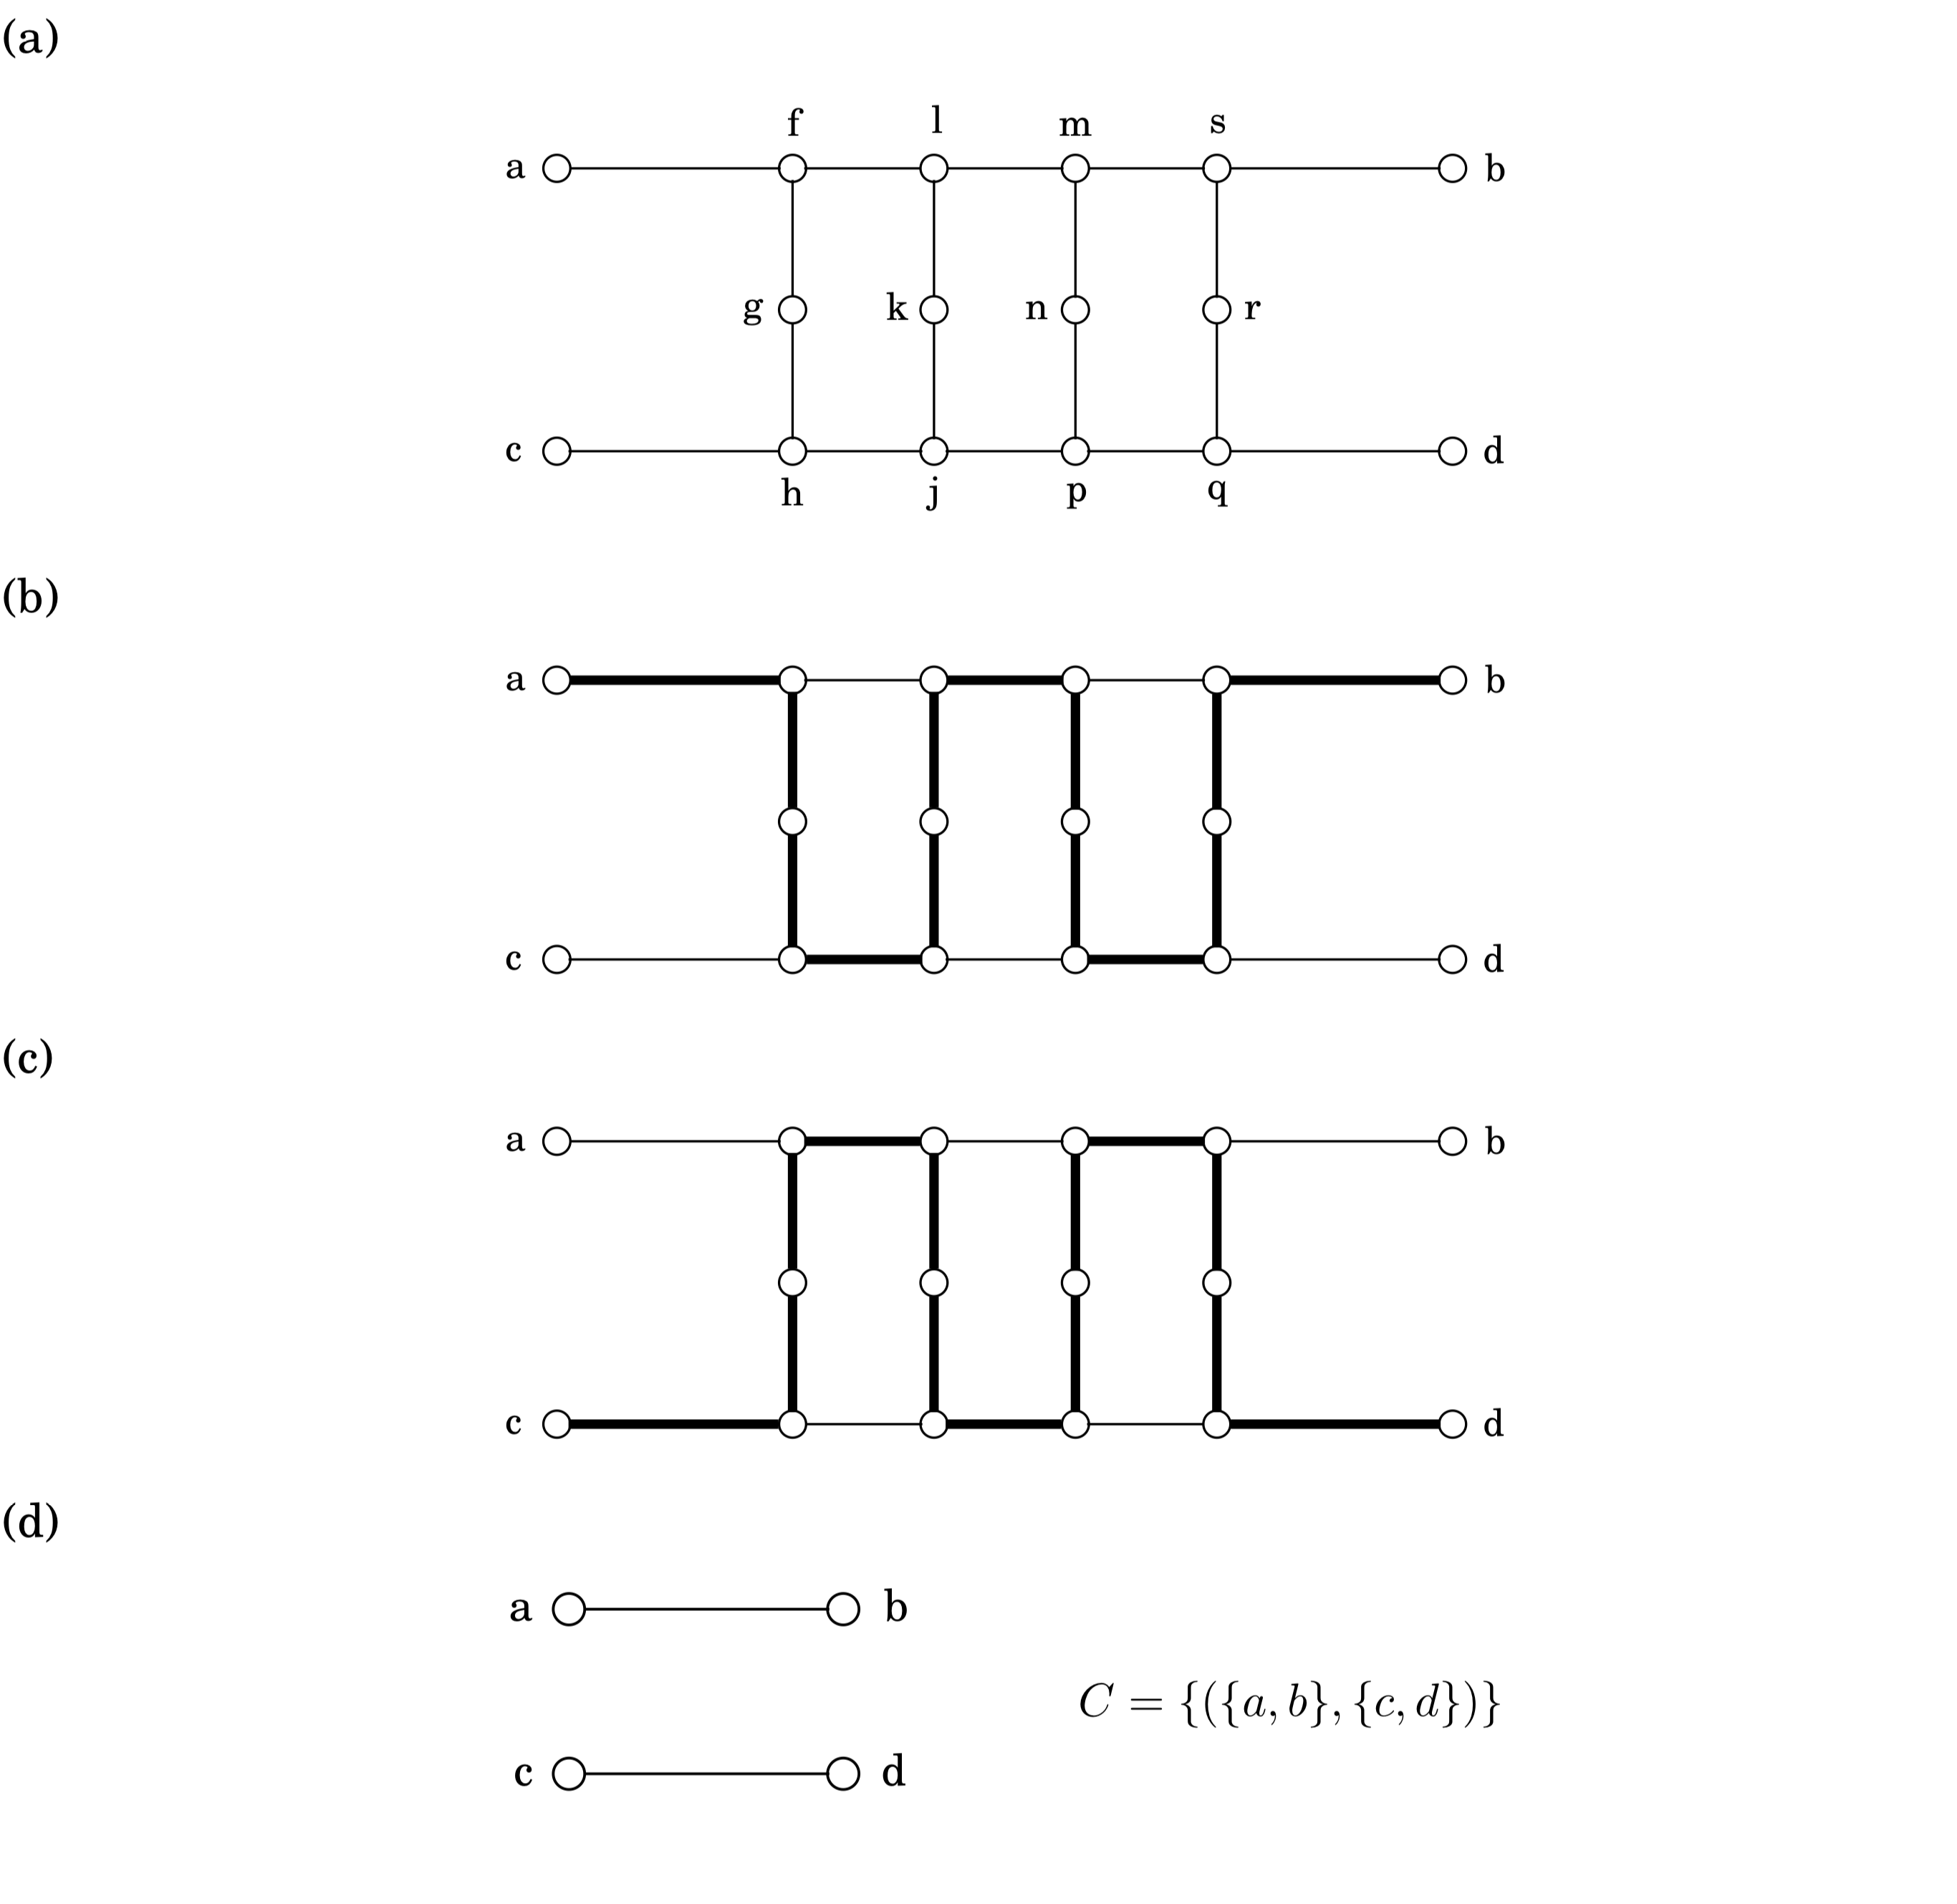 (a)
f l m s
a b
g k n r
c d
h j p q
(b)
a b
c d
(c)
a b
c d
(d)
a b
C = {({a, b}, {c, d})}
c d